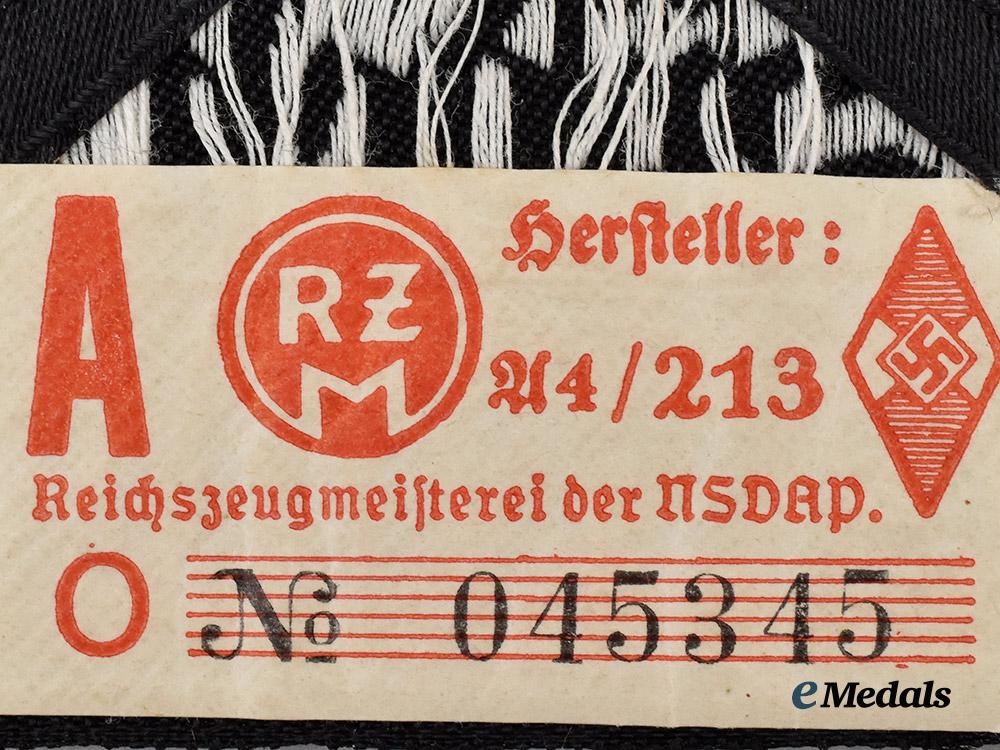 A
RZM
Hersteller:
A4/213
Reichszeugmeisterei der NSDAP.
O
No 045345
eMedals